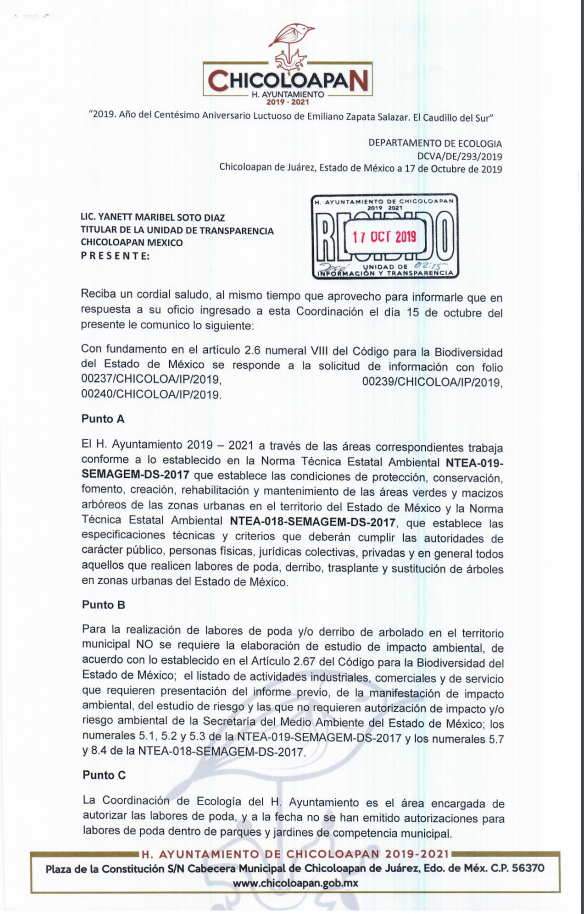 CHICOLOAPAN
H. AYUNTAMIENTO
2019 - 2021
"2019. Año del Centésimo Aniversario Luctuoso de Emiliano Zapata Salazar. El Caudillo del Sur"
DEPARTAMENTO DE ECOLOGIA
DCVA/DE/293/2019
Chicoloapan de Juárez, Estado de México a 17 de Octubre de 2019
H. AYUNTAMIENTO DE CHICOLOAPAN
2019 2021
RECIBIDO
17 OCT 2019
UNIDAD DE 02:15
INFORMACIÓN Y TRANSPARENCIA
LIC. YANETT MARIBEL SOTO DIAZ
TITULAR DE LA UNIDAD DE TRANSPARENCIA
CHICOLOAPAN MEXICO
P R E S E N T E:
Reciba un cordial saludo, al mismo tiempo que aprovecho para informarle que en
respuesta a su oficio ingresado a esta Coordinación el día 15 de octubre del
presente le comunico lo siguiente:
Con fundamento en el artículo 2.6 numeral VIII del Código para la Biodiversidad
del Estado de México se responde a la solicitud de información con folio
00237/CHICOLOA/IP/2019, 00239/CHICOLOA/IP/2019,
00240/CHICOLOA/IP/2019.
Punto A
El H. Ayuntamiento 2019 – 2021 a través de las áreas correspondientes trabaja
conforme a lo establecido en la Norma Técnica Estatal Ambiental NTEA-019-
SEMAGEM-DS-2017 que establece las condiciones de protección, conservación,
fomento, creación, rehabilitación y mantenimiento de las áreas verdes y macizos
arbóreos de las zonas urbanas en el territorio del Estado de México y la Norma
Técnica Estatal Ambiental NTEA-018-SEMAGEM-DS-2017, que establece las
especificaciones técnicas y criterios que deberán cumplir las autoridades de
carácter público, personas físicas, jurídicas colectivas, privadas y en general todos
aquellos que realicen labores de poda, derribo, trasplante y sustitución de árboles
en zonas urbanas del Estado de México.
Punto B
Para la realización de labores de poda y/o derribo de arbolado en el territorio
municipal NO se requiere la elaboración de estudio de impacto ambiental, de
acuerdo con lo establecido en el Artículo 2.67 del Código para la Biodiversidad del
Estado de México; el listado de actividades industriales, comerciales y de servicio
que requieren presentación del informe previo, de la manifestación de impacto
ambiental, del estudio de riesgo y las que no requieren autorización de impacto y/o
riesgo ambiental de la Secretaría del Medio Ambiente del Estado de México; los
numerales 5.1, 5.2 y 5.3 de la NTEA-019-SEMAGEM-DS-2017 y los numerales 5.7
y 8.4 de la NTEA-018-SEMAGEM-DS-2017.
Punto C
La Coordinación de Ecología del H. Ayuntamiento es el área encargada de
autorizar las labores de poda, y a la fecha no se han emitido autorizaciones para
labores de poda dentro de parques y jardines de competencia municipal.
H. AYUNTAMIENTO DE CHICOLOAPAN 2019-2021
Plaza de la Constitución S/N Cabecera Municipal de Chicoloapan de Juárez, Edo. de Méx. C.P. 56370
www.chicoloapan.gob.mx